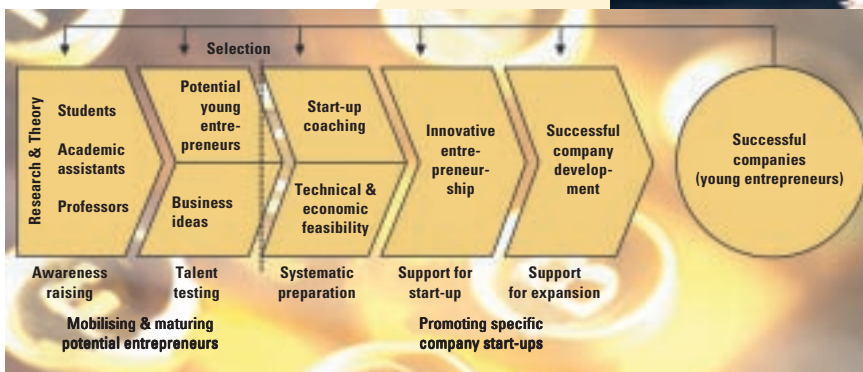 Selection
Research & Theory
Students
Academic
assistants
Professors
Potential
young
entre-
preneurs
Business
ideas
Start-up
coaching
Technical &
economic
feasibility
Innovative
entre-
preneur-
ship
Successful
company
develop-
ment
Successful
companies
(young entrepreneurs)
Awareness
raising
Talent
testing
Systematic
preparation
Support for
start-up
Support
for expansion
Mobilising & maturing
potential entrepreneurs
Promoting specific
company start-ups